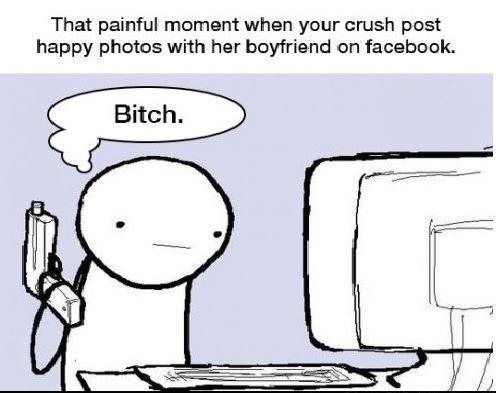 That painful moment when your crush post
happy photos with her boyfriend on facebook.
Bitch.